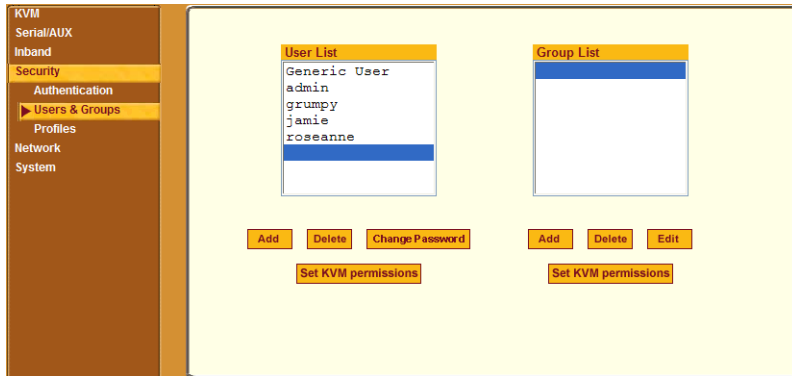 KVM
Serial/AUX
Inband
Security
Authentication
Users & Groups
Profiles
Network
System
User List
Generic User
admin
grumpy
jamie
roseanne
Add
Delete
Change Password
Set KVM permissions
Group List
Add
Delete
Edit
Set KVM permissions